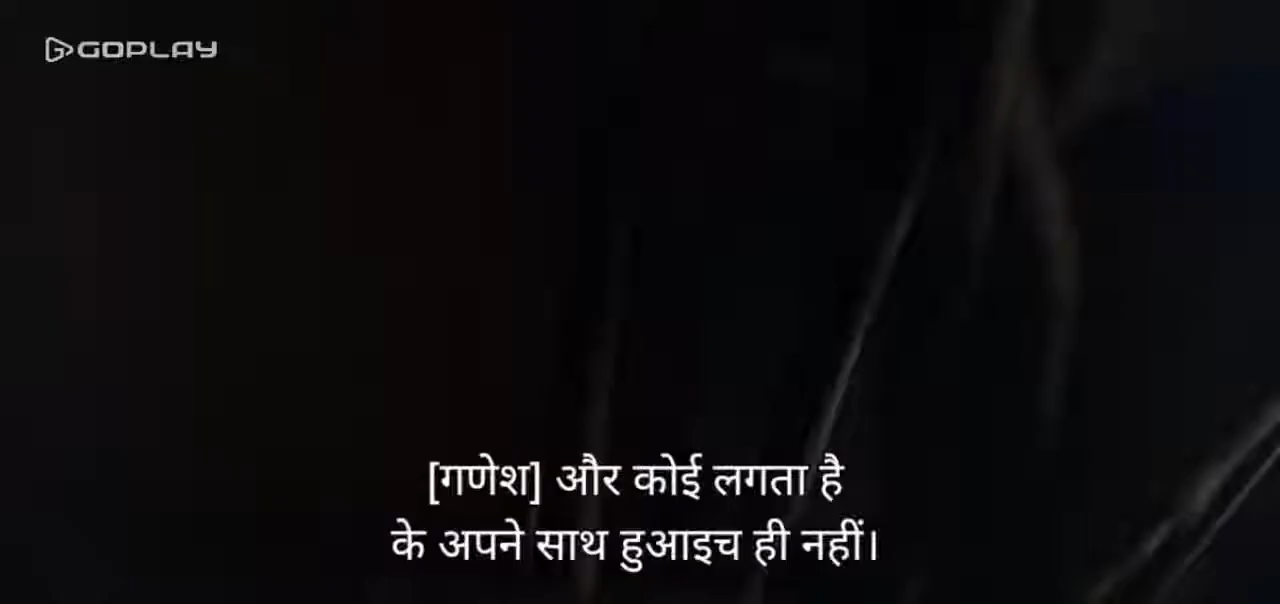 GOPLAY
[गणेश] और कोई लगता है
के अपने साथ हुआइच ही नहीं।